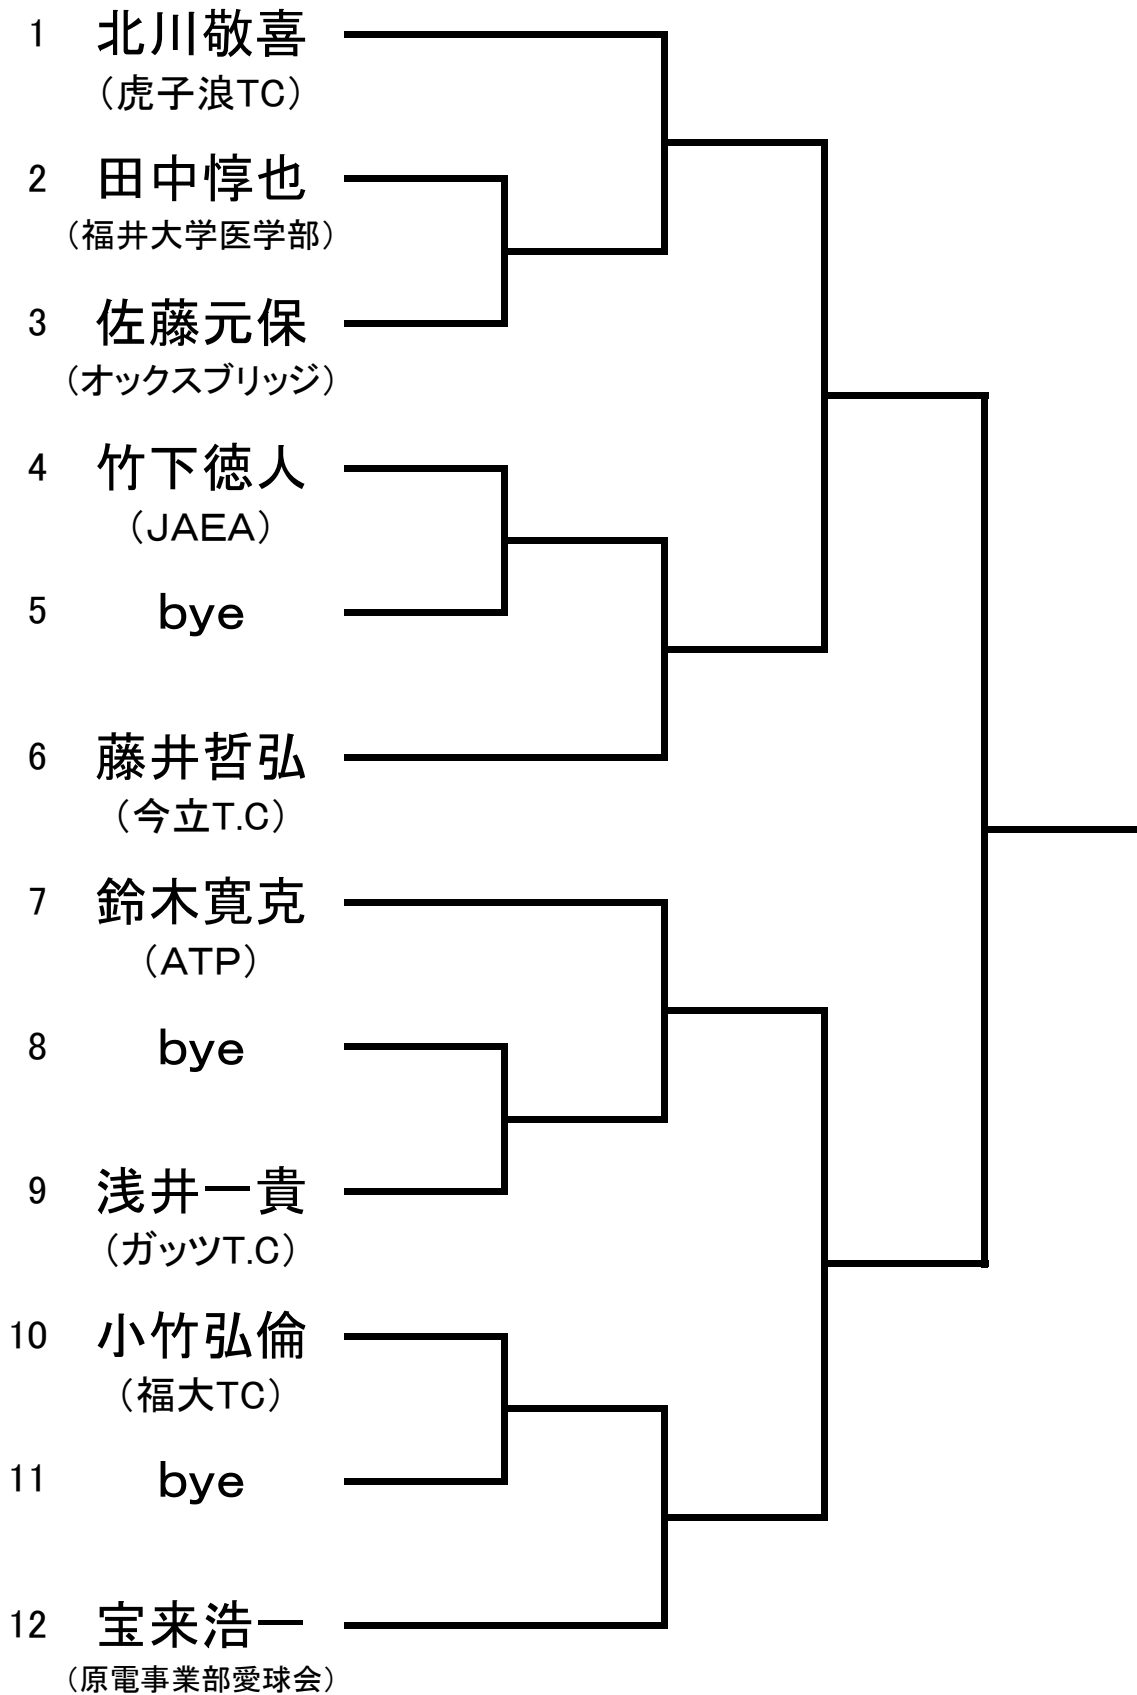 1 北川敬喜
（虎子浪TC）
2 田中惇也
（福井大学医学部）
3 佐藤元保
（オックスブリッジ）
4 竹下徳人
（JAEA）
5 bye
6 藤井哲弘
（今立T.C）
7 鈴木寛克
（ATP）
8 bye
9 浅井一貴
（ガッツT.C）
10 小竹弘倫
（福大TC）
11 bye
12 宝来浩一
（原電事業部愛球会）